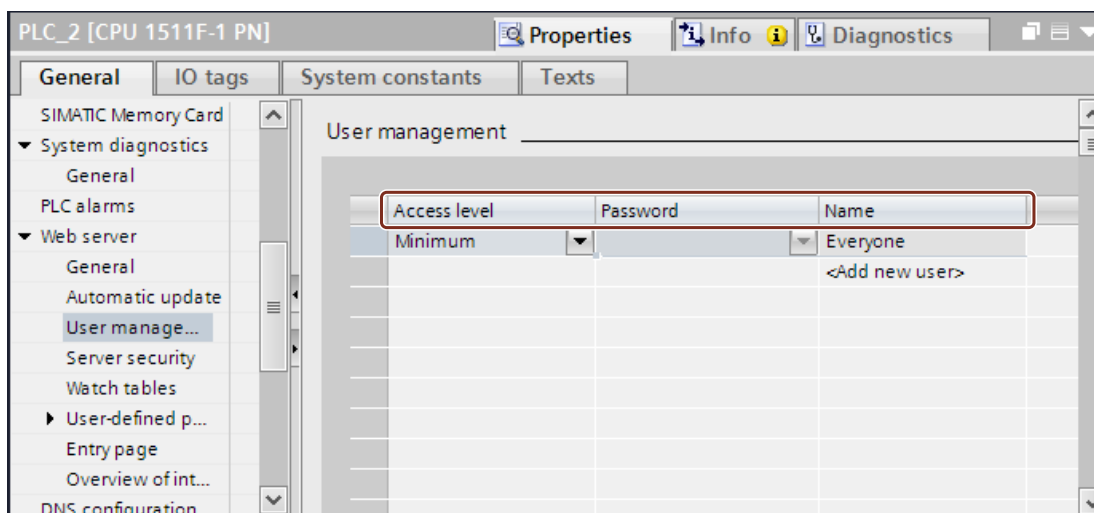 PLC_2 [CPU 1511F-1 PN]
Properties
Info
Diagnostics
General
IO tags
System constants
Texts
SIMATIC Memory Card
System diagnostics
General
PLC alarms
Web server
General
Automatic update
User manage...
Server security
Watch tables
User-defined p...
Entry page
Overview of int...
DNS configuration
User management
Access level Password Name
Minimum Everyone
<Add new user>